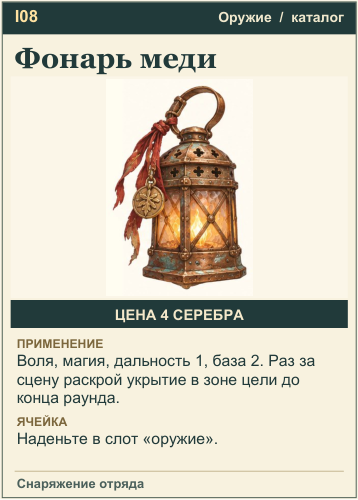 I08
Оружие / каталог
Фонарь меди
ЦЕНА 4 СЕРЕБРА
ПРИМЕНЕНИЕ
Воля, магия, дальность 1, база 2. Раз за
сцену раскрой укрытие в зоне цели до
конца раунда.
ЯЧЕЙКА
Наденьте в слот «оружие».
Снаряжение отряда